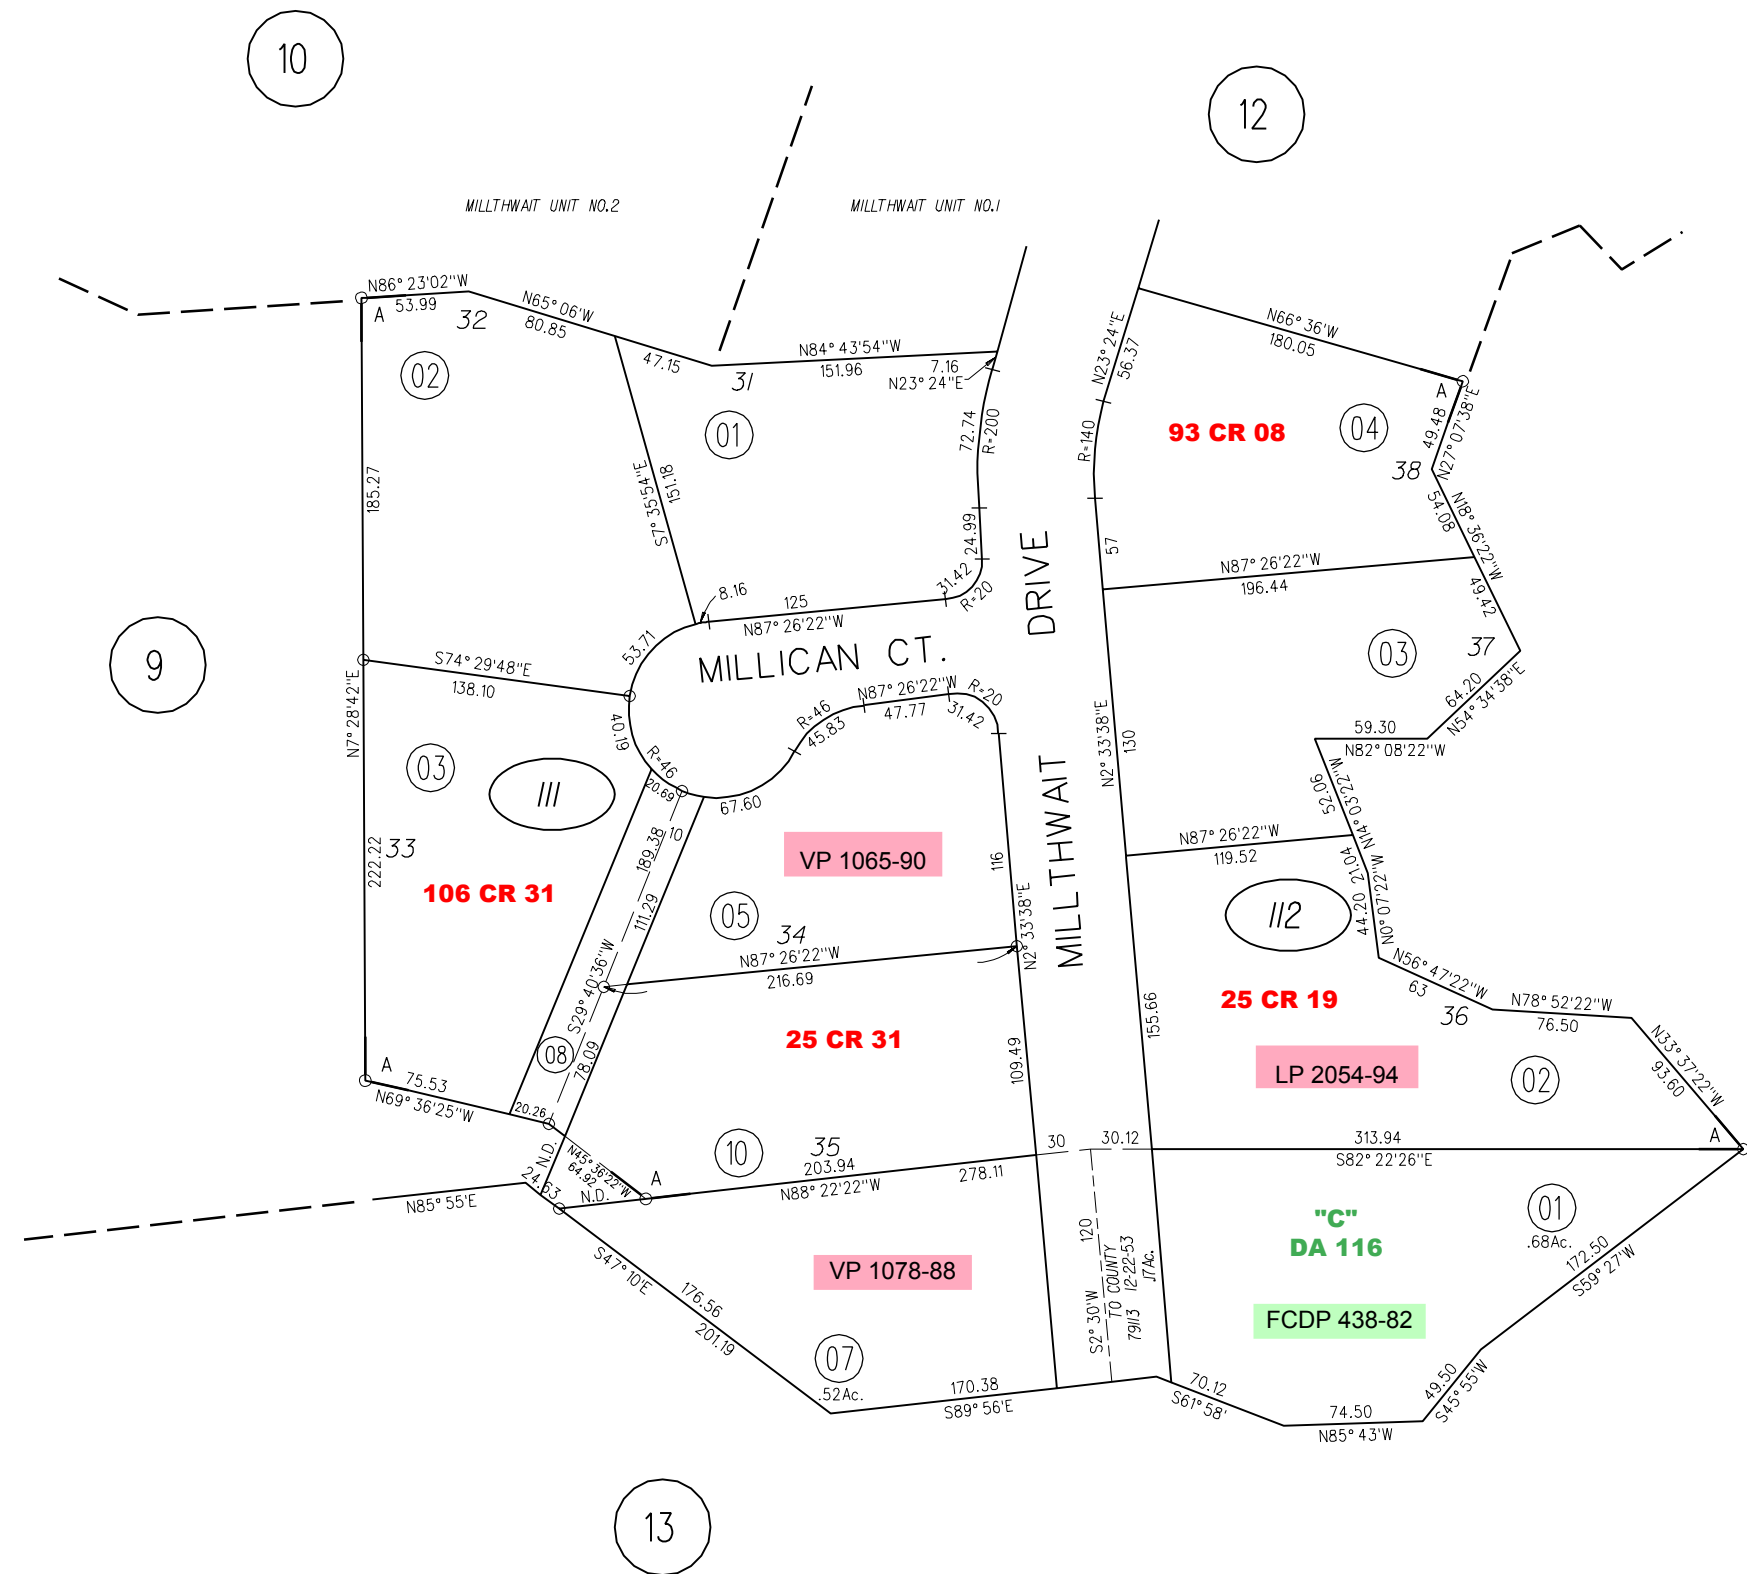 10
12
MILLTHWAIT UNIT NO.2
MILLTHWAIT UNIT NO.1
N86° 23'02"W
53.99
A
32
N65° 06'W
80.85
47.15
N84° 43'54"W
151.96
7.16
N23° 24'E
31
02
01
185.27
S7° 35'54"E
151.18
72.74
R=200
24.99
31.42
R=20
8.16
125
N87° 26'22"W
N23° 24'E
56.37
R=140
N66° 36'W
180.05
A
93 CR 08
04
38
49.48
N27° 07'38"E
N18° 36'22"W
54.08
57
N87° 26'22"W
196.44
49.42
03
37
64.20
N54° 34'38"E
59.30
N82° 08'22"W
9
N7° 28'42"E
S74° 29'48"E
138.10
53.71
MILLICAN CT.
MILLTHWAIT DRIVE
40.19
R=46
20.69
67.60
R=46
45.83
N87° 26'22"W
47.77
R=20
31.42
N2° 33'38"E
130
52.06
N14° 03'22"W
21.04
03
111
222.22
33
106 CR 31
189.38
10
111.29
VP 1065-90
116
05
34
N87° 26'22"W
216.69
N2° 33'38"E
N87° 26'22"W
119.52
112
44.20
N0° 07'22"W
N56° 47'22"W
63
36
N78° 52'22"W
76.50
N33° 37'22"W
93.60
25 CR 19
LP 2054-94
02
155.66
S29° 40'36"W
78.09
08
25 CR 31
109.49
A
75.53
N69° 36'25"W
20.26
N.D.
N45° 36'22"W
64.92
24.63
N.D.
A
10
35
203.94
N88° 22'22"W
278.11
30
30.12
313.94
S82° 22'26"E
A
N85° 55'E
S47° 10'E
176.56
201.19
VP 1078-88
07
.52Ac.
170.38
S89° 56'E
120
S2° 30'W
TO COUNTY
79113 12-22-53
.17Ac.
"C"
DA 116
FCDP 438-82
01
.68Ac.
172.50
S59° 27'W
49.50
S45° 55'W
74.50
N85° 43'W
70.12
S61° 58'
13